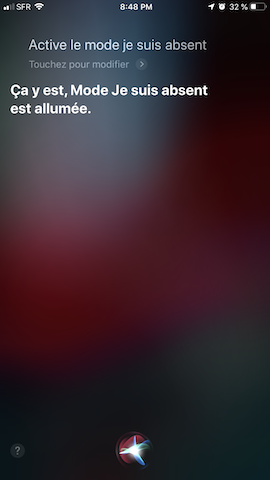 SFR 8:48 PM 32 %
Active le mode je suis absent
Touchez pour modifier
Ça y est, Mode Je suis absent
est allumée.
?